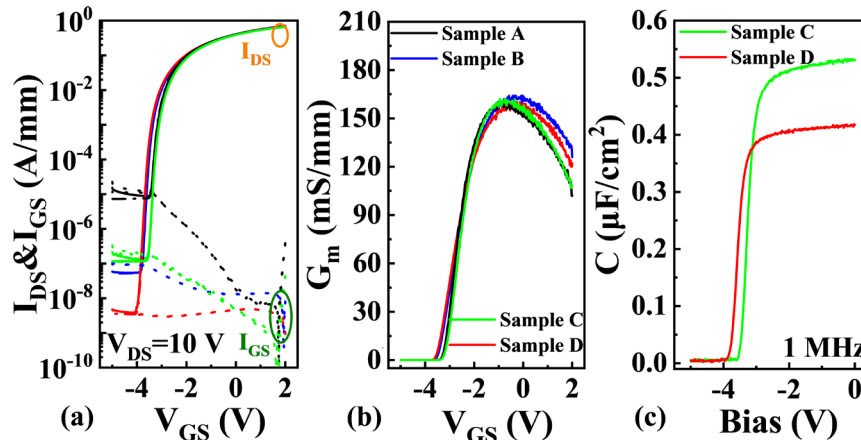 I_DS&I_GS (A/mm)
10^0
10^-2
10^-4
10^-6
10^-8
10^-10
I_DS
V_DS=10 V
I_GS
-4 -2 0 2
(a) V_GS (V)
G_m (mS/mm)
210
180
150
120
90
60
30
0
Sample A
Sample B
Sample C
Sample D
-4 -2 0 2
(b) V_GS (V)
C (μF/cm^2)
0.6
0.5
0.4
0.3
0.2
0.1
0.0
Sample C
Sample D
1 MHz
-4 -2 0
(c) Bias (V)